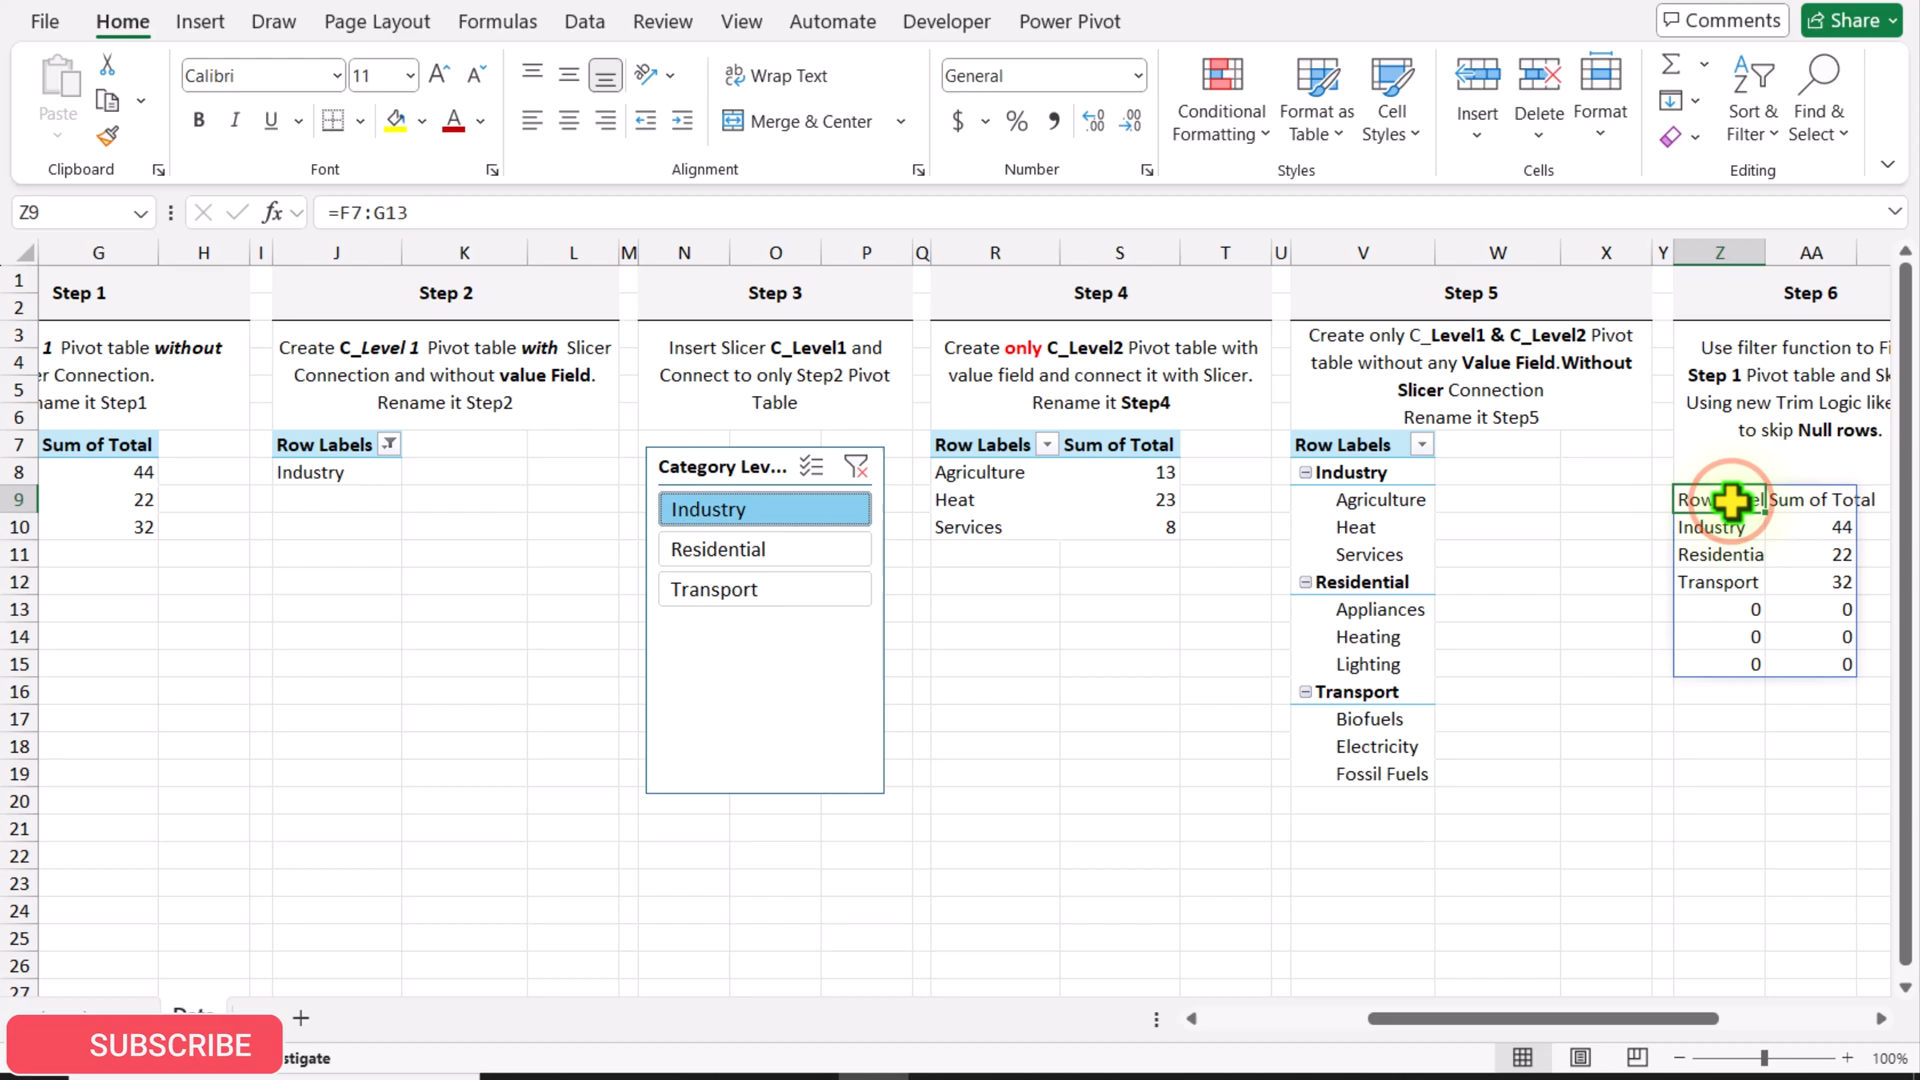 File Home Insert Draw Page Layout Formulas Data Review View Automate Developer Power Pivot Comments Share
Calibri 11 Wrap Text General
Paste B I U Merge & Center $ % Conditional Formatting Format as Table Cell Styles Insert Delete Format Sort & Filter Find & Select
Clipboard Font Alignment Number Styles Cells Editing
Z9 fx =F7:G13
G H I J K L M N O P Q R S T U V W X Y Z AA
1 Step 1 Step 2 Step 3 Step 4 Step 5 Step 6
2
3 Create only C_Level1 & C_Level2 Pivot
4 1 Pivot table without Create C_Level 1 Pivot table with Slicer Insert Slicer C_Level1 and Create only C_Level2 Pivot table with table without any Value Field.Without Use filter function to Fi
5 er Connection. Connection and without value Field. Connect to only Step2 Pivot value field and connect it with Slicer. Slicer Connection Step 1 Pivot table and Sk
6 name it Step1 Rename it Step2 Table Rename it Step4 Rename it Step5 Using new Trim Logic like
to skip Null rows.
7 Sum of Total Row Labels Row Labels Sum of Total Row Labels
8 44 Industry Category Lev... Agriculture 13 Industry
9 22 Industry Heat 23 Agriculture Row el Sum of Total
10 32 Services 8 Heat Industry 44
11 Residential Services Residentia 22
12 Transport Residential Transport 32
13 Appliances 0 0
14 Heating 0 0
15 Lighting 0 0
16 Transport
17 Biofuels
18 Electricity
19 Fossil Fuels
20
21
22
23
24
25
26
27
SUBSCRIBE
stigate 100%